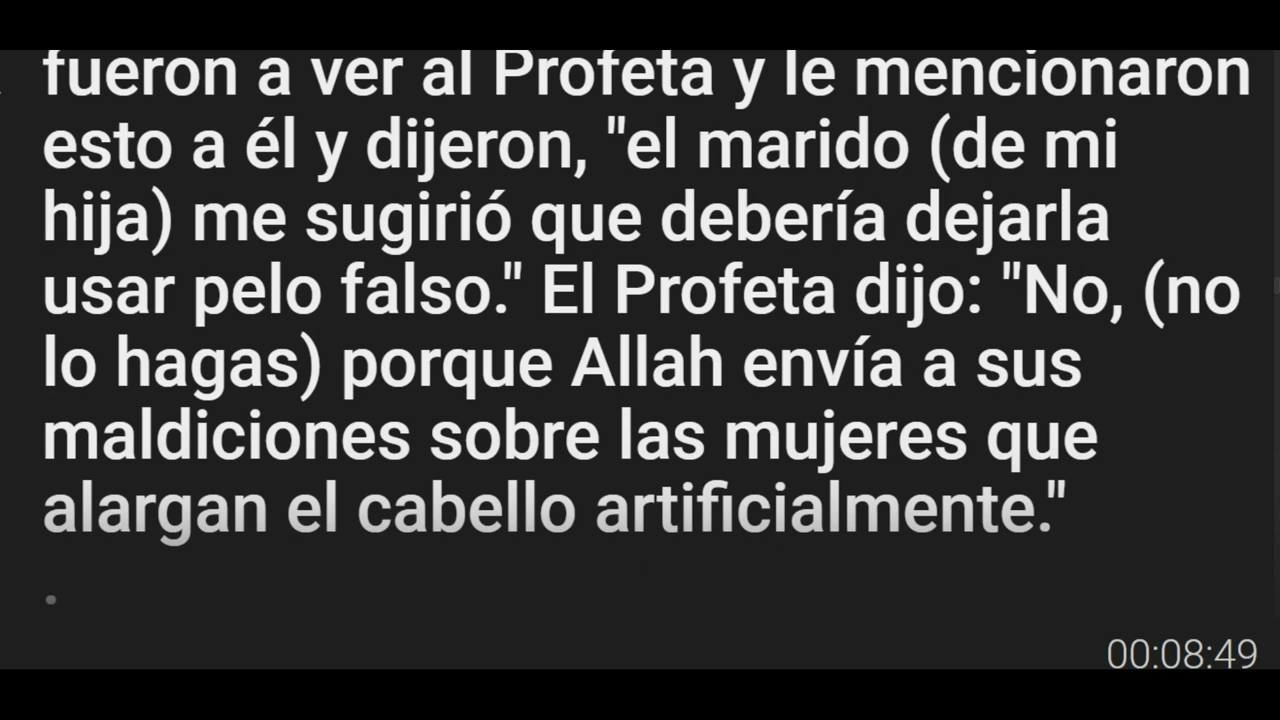 fueron a ver al Profeta y le mencionaron
esto a él y dijeron, "el marido (de mi
hija) me sugirió que debería dejarla
usar pelo falso." El Profeta dijo: "No, (no
lo hagas) porque Allah envía a sus
maldiciones sobre las mujeres que
alargan el cabello artificialmente."
.
00:08:49